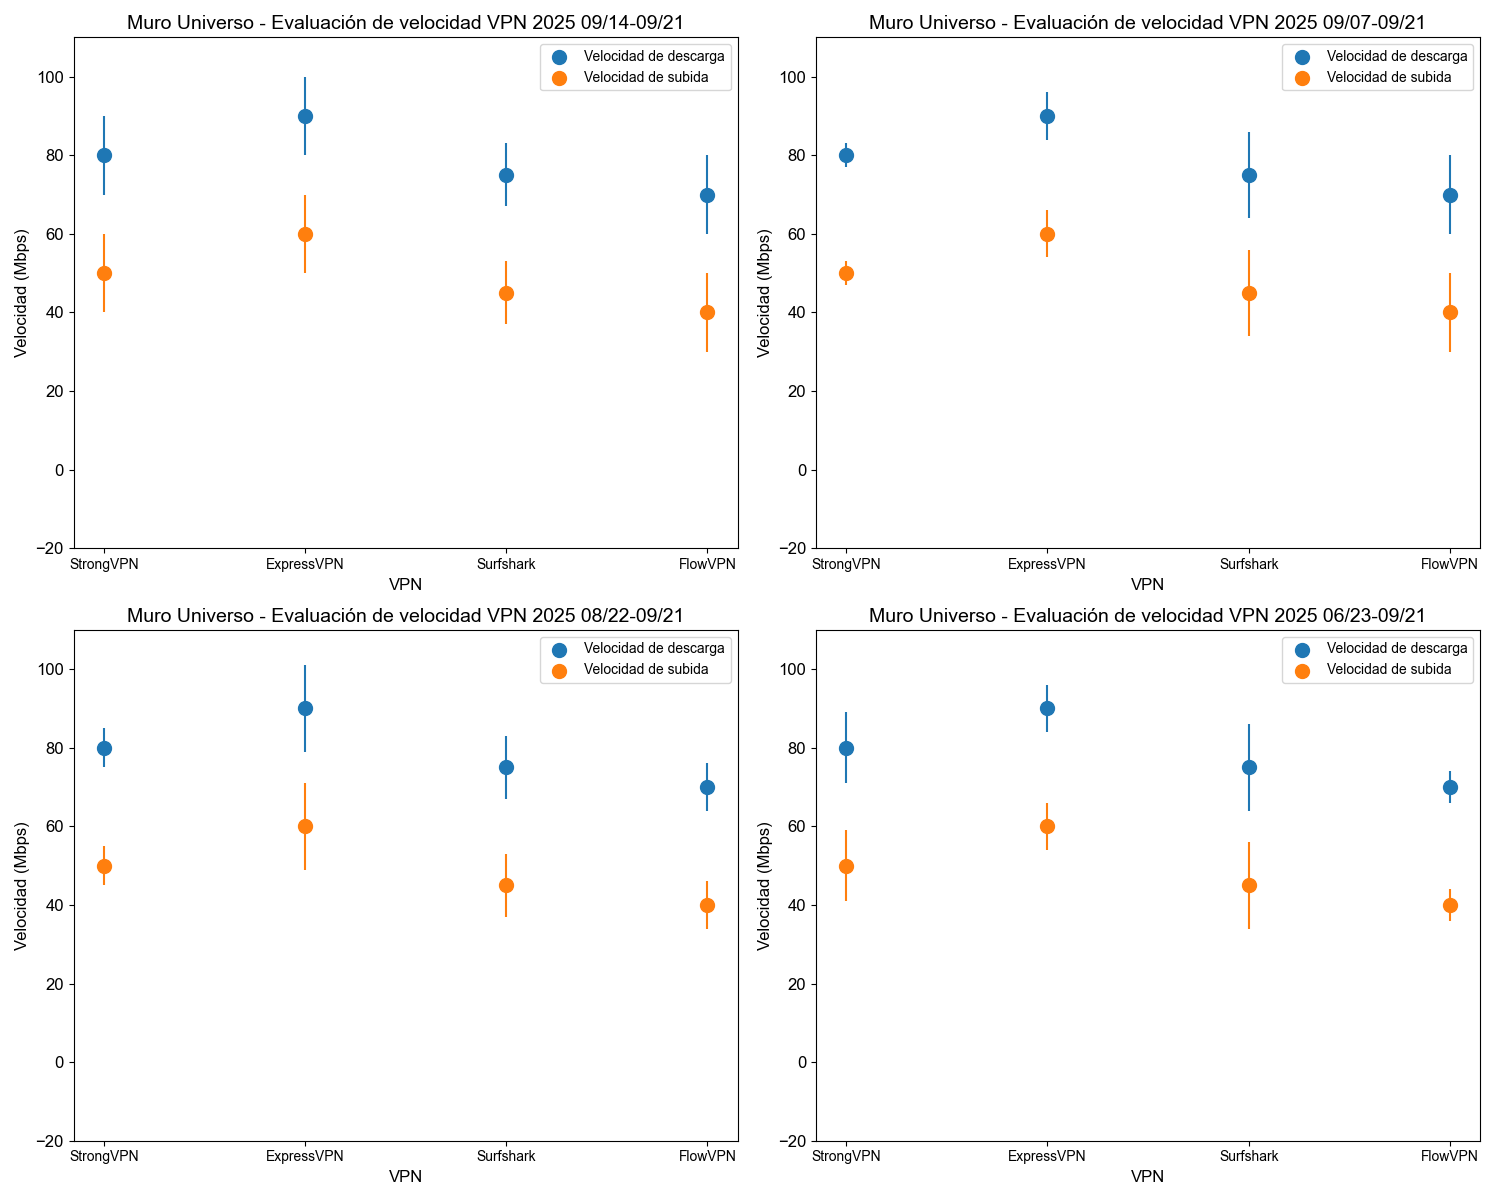 Muro Universo - Evaluación de velocidad VPN 2025 09/14-09/21
Velocidad de descarga
Velocidad de subida
Velocidad (Mbps)
100
80
60
40
20
0
−20
StrongVPN ExpressVPN Surfshark FlowVPN
VPN
Muro Universo - Evaluación de velocidad VPN 2025 09/07-09/21
Velocidad de descarga
Velocidad de subida
Velocidad (Mbps)
100
80
60
40
20
0
−20
StrongVPN ExpressVPN Surfshark FlowVPN
VPN
Muro Universo - Evaluación de velocidad VPN 2025 08/22-09/21
Velocidad de descarga
Velocidad de subida
Velocidad (Mbps)
100
80
60
40
20
0
−20
StrongVPN ExpressVPN Surfshark FlowVPN
VPN
Muro Universo - Evaluación de velocidad VPN 2025 06/23-09/21
Velocidad de descarga
Velocidad de subida
Velocidad (Mbps)
100
80
60
40
20
0
−20
StrongVPN ExpressVPN Surfshark FlowVPN
VPN